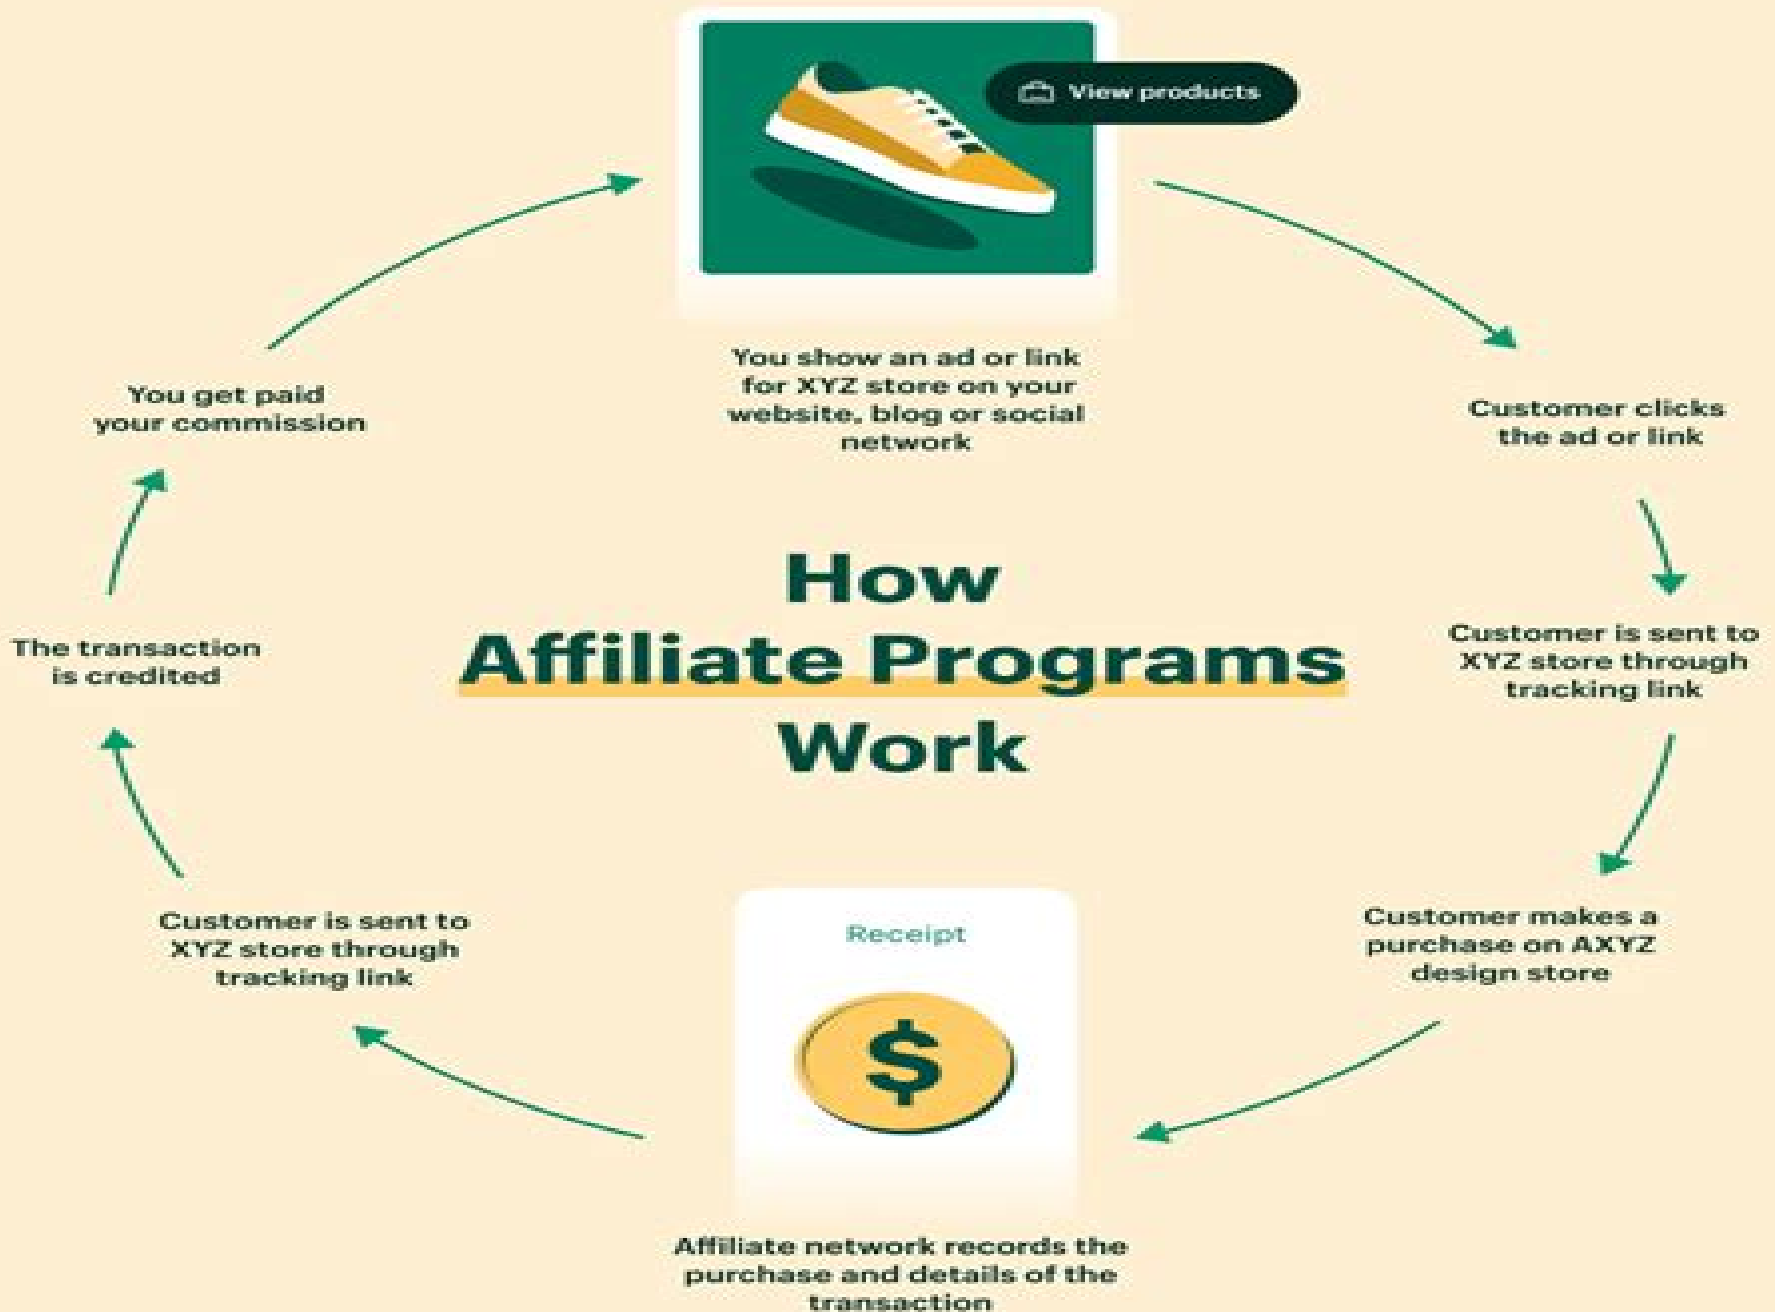 View products
You show an ad or link
for XYZ store on your
website, blog or social
network
Customer clicks
the ad or link
Customer is sent to
XYZ store through
tracking link
Customer makes a
purchase on AXYZ
design store
Receipt
$
Affiliate network records the
purchase and details of the
transaction
Customer is sent to
XYZ store through
tracking link
The transaction
is credited
You get paid
your commission
How
Affiliate Programs
Work